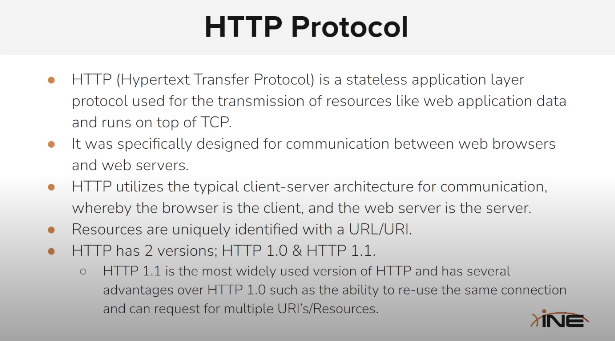 HTTP Protocol
● HTTP (Hypertext Transfer Protocol) is a stateless application layer
protocol used for the transmission of resources like web application data
and runs on top of TCP.
● It was specifically designed for communication between web browsers
and web servers.
● HTTP utilizes the typical client-server architecture for communication,
whereby the browser is the client, and the web server is the server.
● Resources are uniquely identified with a URL/URI.
● HTTP has 2 versions; HTTP 1.0 & HTTP 1.1.
○ HTTP 1.1 is the most widely used version of HTTP and has several
advantages over HTTP 1.0 such as the ability to re-use the same connection
and can request for multiple URI's/Resources.
INE